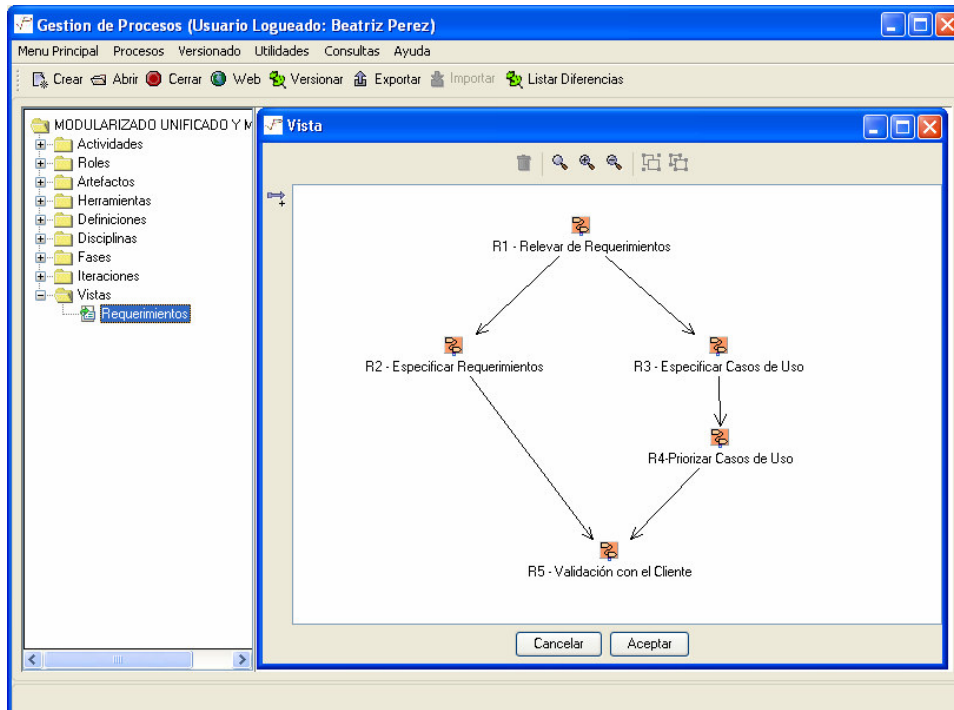 Gestion de Procesos (Usuario Logueado: Beatriz Perez)
Menu Principal Procesos Versionado Utilidades Consultas Ayuda
Crear Abrir Cerrar Web Versionar Exportar Importar Listar Diferencias
MODULARIZADO UNIFICADO Y M
Actividades
Roles
Artefactos
Herramientas
Definiciones
Disciplinas
Fases
Iteraciones
Vistas
Requerimientos
Vista
R1 - Relevar de Requerimientos
R2 - Especificar Requerimientos
R3 - Especificar Casos de Uso
R4-Priorizar Casos de Uso
R5 - Validación con el Cliente
Cancelar Aceptar